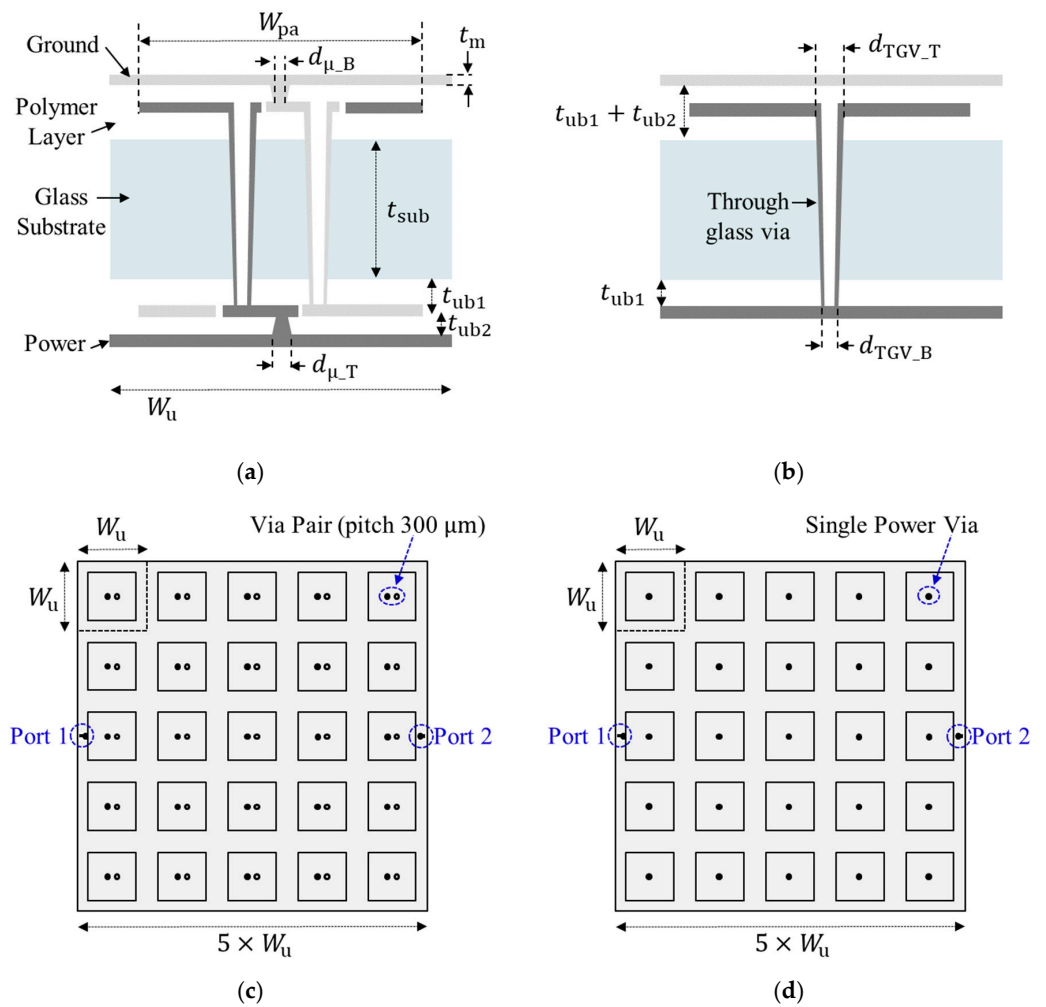 W_pa
t_m
Ground
d_μ_B
d_TGV_T
Polymer
Layer
t_ub1 + t_ub2
Glass
Substrate
t_sub
Through
glass via
t_ub1
t_ub1
t_ub2
Power
d_μ_T
d_TGV_B
W_u
(a)
(b)
W_u
Via Pair (pitch 300 μm)
W_u
Single Power Via
W_u
W_u
Port 1
Port 2
Port 1
Port 2
5 × W_u
5 × W_u
(c)
(d)